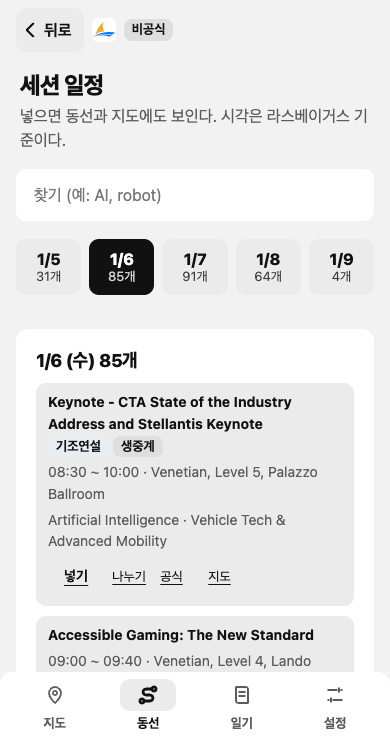 뒤로 비공식
세션 일정
넣으면 동선과 지도에도 보인다. 시각은 라스베이거스 기
준이다.
찾기 (예: AI, robot)
1/5 1/6 1/7 1/8 1/9
31개 85개 91개 64개 4개
1/6 (수) 85개
Keynote - CTA State of the Industry
Address and Stellantis Keynote
기조연설 생중계
08:30 ~ 10:00 · Venetian, Level 5, Palazzo
Ballroom
Artificial Intelligence · Vehicle Tech &
Advanced Mobility
넣기 나누기 공식 지도
Accessible Gaming: The New Standard
09:00 ~ 09:40 · Venetian, Level 4, Lando
지도 동선 일기 설정